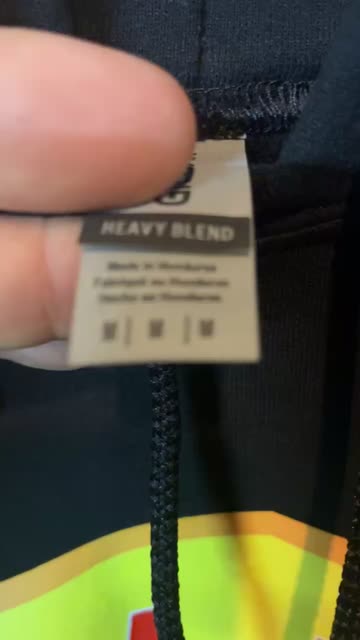 HEAVY BLEND
Made in Honduras
Fabriqué au Honduras
Hecho en Honduras
M | M | M